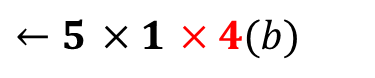 ← 5 × 1 × 4(b)